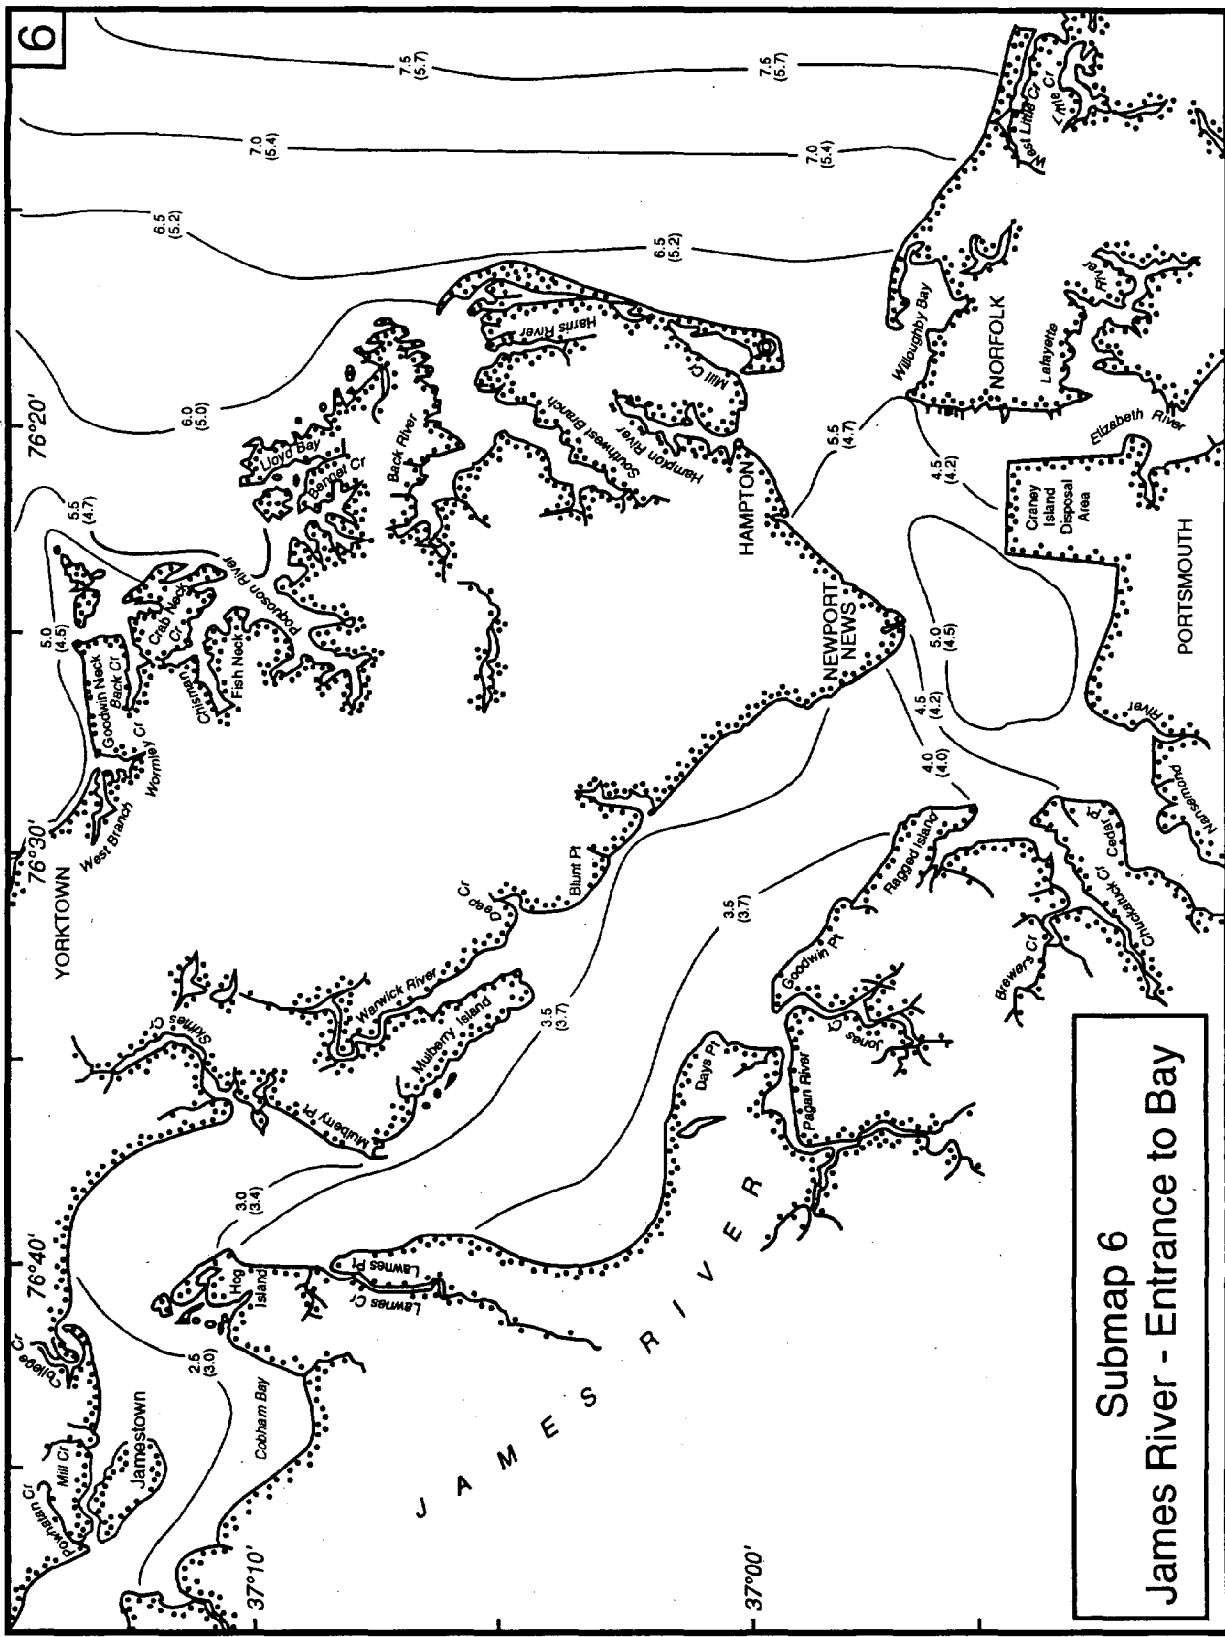 6
7.5
(5.7)
7.5
(5.7)
7.0
(5.4)
7.0
(5.4)
6.5
(5.2)
6.5
(5.2)
6.0
(5.0)
5.5
(4.7)
5.5
(4.7)
5.0
(4.5)
5.0
(4.5)
4.5
(4.2)
4.5
(4.2)
4.0
(4.0)
3.5
(3.7)
3.5
(3.7)
3.0
(3.4)
2.5
(3.0)
76°20'
76°30'
76°40'
37°10'
37°00'
YORKTOWN
West Branch
Wormley Cr
Goodwin Neck
Back Cr
Crab Neck
Chisman Cr
Fish Neck
Poquoson River
Lloyd Bay
Bennet Cr
Back River
Harris River
Southwest Branch
Hampton River
Mill Cr
HAMPTON
NEWPORT
NEWS
Willoughby Bay
NORFOLK
West Little Cr
Little Cr
Lafayette River
Elizabeth River
Craney
Island
Disposal
Area
PORTSMOUTH
Nansemond River
Cedar Pt
Chuckatuck Cr
Brewer's Cr
Ragged Island
Goodwin Pt
Jones Cr
Pagan River
Days Pt
Blunt Pt
Deep Cr
Warwick River
Mulberry Island
Mulberry Pt
Skiffes Cr
Lawnes Pt
Lawnes Cr
Hog
Island
Cobham Bay
College Cr
Jamestown
Mill Cr
Powhatan Cr
JAMES RIVER
Submap 6
James River - Entrance to Bay